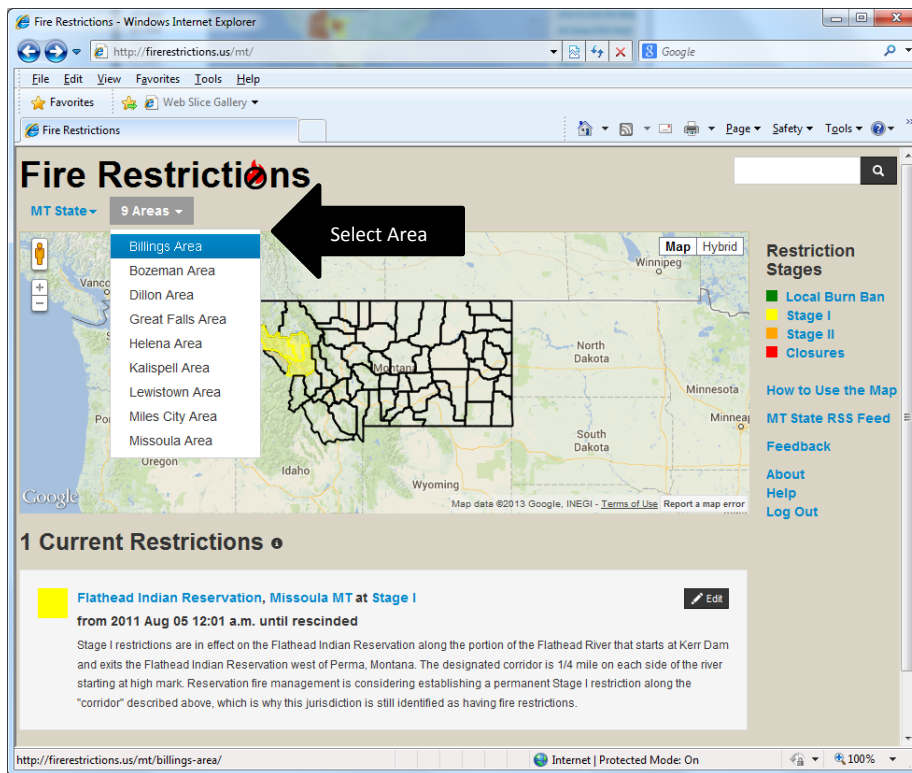 Fire Restrictions - Windows Internet Explorer
http://firerestrictions.us/mt/
Google
File Edit View Favorites Tools Help
Favorites Web Slice Gallery
Fire Restrictions
Page Safety Tools
Fire Restrictions
MT State 9 Areas
Select Area
Billings Area
Bozeman Area
Dillon Area
Great Falls Area
Helena Area
Kalispell Area
Lewistown Area
Miles City Area
Missoula Area
Map Hybrid
Winnipeg
Vanco
Montana
North
Dakota
Minnesota
Minneap
South
Dakota
Oregon
Idaho
Wyoming
Google
Map data ©2013 Google, INEGI - Terms of Use Report a map error
Restriction
Stages
Local Burn Ban
Stage I
Stage II
Closures
How to Use the Map
MT State RSS Feed
Feedback
About
Help
Log Out
1 Current Restrictions
Flathead Indian Reservation, Missoula MT at Stage I
Edit
from 2011 Aug 05 12:01 a.m. until rescinded
Stage I restrictions are in effect on the Flathead Indian Reservation along the portion of the Flathead River that starts at Kerr Dam
and exits the Flathead Indian Reservation west of Perma, Montana. The designated corridor is 1/4 mile on each side of the river
starting at high mark. Reservation fire management is considering establishing a permanent Stage I restriction along the
"corridor" described above, which is why this jurisdiction is still identified as having fire restrictions.
http://firerestrictions.us/mt/billings-area/
Internet | Protected Mode: On
100%